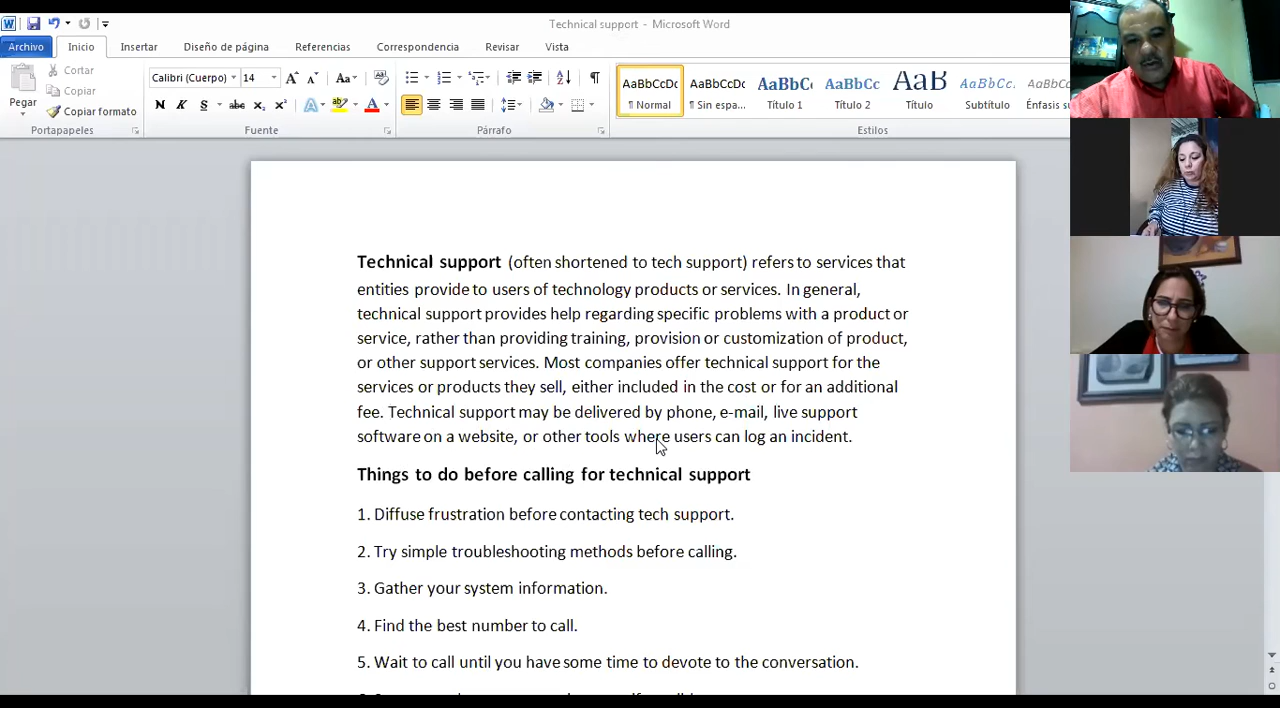 Technical support - Microsoft Word
Archivo Inicio Insertar Diseño de página Referencias Correspondencia Revisar Vista
Pegar
Cortar
Copiar
Copiar formato
Portapapeles
Calibri (Cuerpo) 14
N K S abc x₂ x²
Fuente
Párrafo
AaBbCcDc AaBbCcDc AaBbC AaBbCc AaB AaBbCc.
¶ Normal ¶ Sin espa... Título 1 Título 2 Título Subtítulo Énfasis
Estilos
Technical support (often shortened to tech support) refers to services that
entities provide to users of technology products or services. In general,
technical support provides help regarding specific problems with a product or
service, rather than providing training, provision or customization of product,
or other support services. Most companies offer technical support for the
services or products they sell, either included in the cost or for an additional
fee. Technical support may be delivered by phone, e-mail, live support
software on a website, or other tools where users can log an incident.
Things to do before calling for technical support
1. Diffuse frustration before contacting tech support.
2. Try simple troubleshooting methods before calling.
3. Gather your system information.
4. Find the best number to call.
5. Wait to call until you have some time to devote to the conversation.